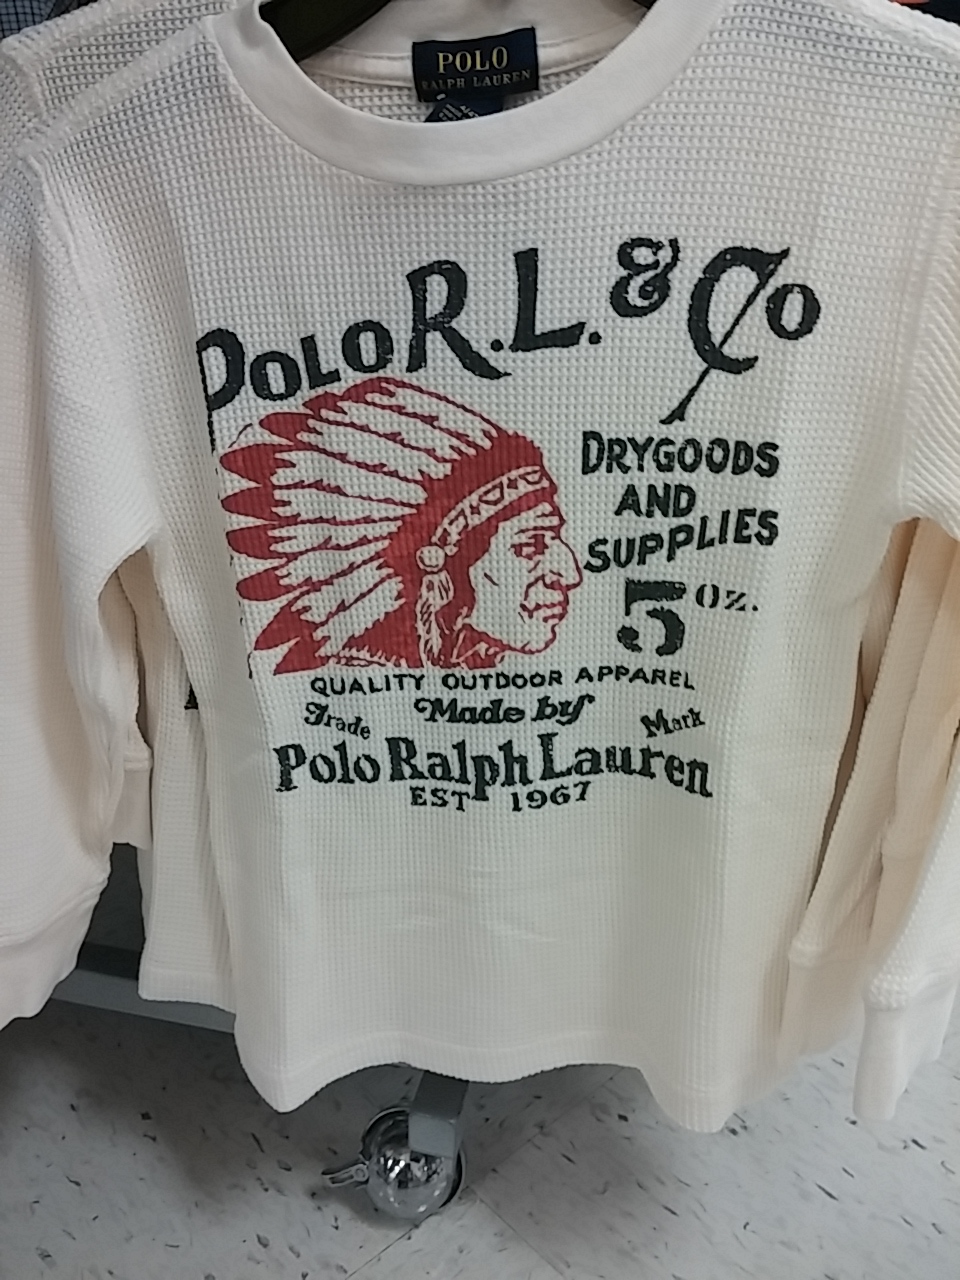 POLO
RALPH LAUREN
POLO R.L. & Co
DRYGOODS
AND
SUPPLIES
5 Oz.
QUALITY OUTDOOR APPAREL
Made by
Trade Mark
Polo Ralph Lauren
EST 1967